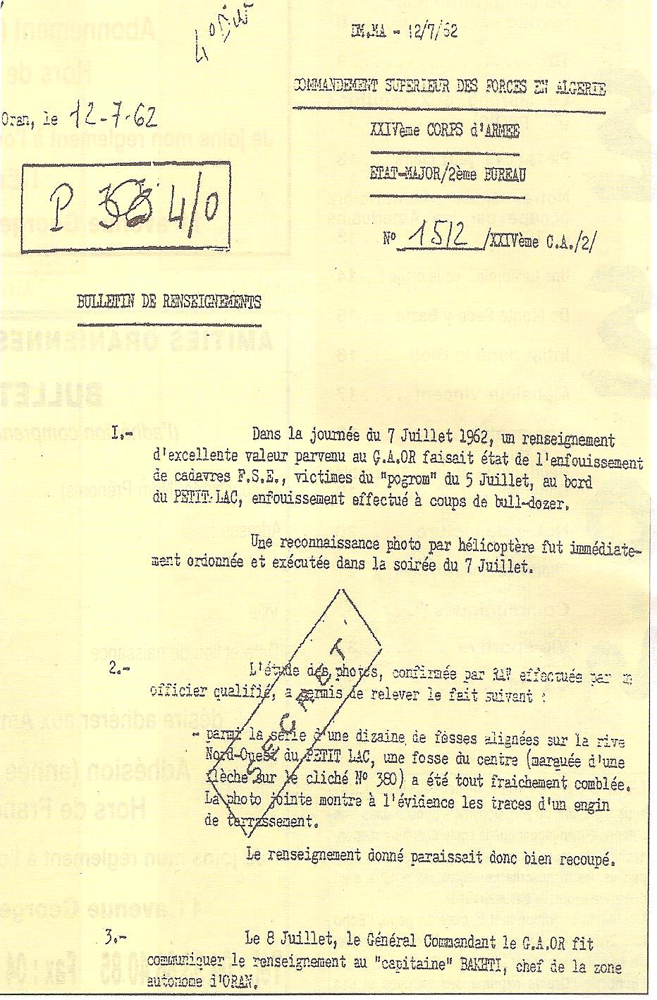 DM.MA - 12/7/62
COMMANDEMENT SUPERIEUR DES FORCES EN ALGERIE
Oran, le 12-7-62
XXIVème CORPS d'ARMEE
ETAT-MAJOR/2ème BUREAU
P 4/0
N° 1512 /XXIVème C.A./2/
BULLETIN DE RENSEIGNEMENTS
1.- Dans la journée du 7 Juillet 1962, un renseignement
d'excellente valeur parvenu au G.A.OR faisait état de l'enfouissement
de cadavres F.S.E., victimes du "pogrom" du 5 Juillet, au bord
du PETIT-LAC, enfouissement effectué à coups de bull-dozer.
Une reconnaissance photo par hélicoptère fut immédiate-
ment ordonnée et exécutée dans la soirée du 7 Juillet.
SECRET
2.- L'étude des photos, confirmée par RAV effectués par un
officier qualifié, a permis de relever le fait suivant :
- parmi la série d'une dizaine de fosses alignées sur la rive
Nord-Ouest du PETIT LAC, une fosse du centre (marquée d'une
flèche sur le cliché N° 380) a été tout fraichement comblée.
La photo jointe montre à l'évidence les traces d'un engin
de terrassement.
Le renseignement donné paraissait donc bien recoupé.
3.- Le 8 Juillet, le Général Commandant le G.A.OR fit
communiquer le renseignement au "capitaine" BAKHTI, chef de la zone
autonome d'ORAN.